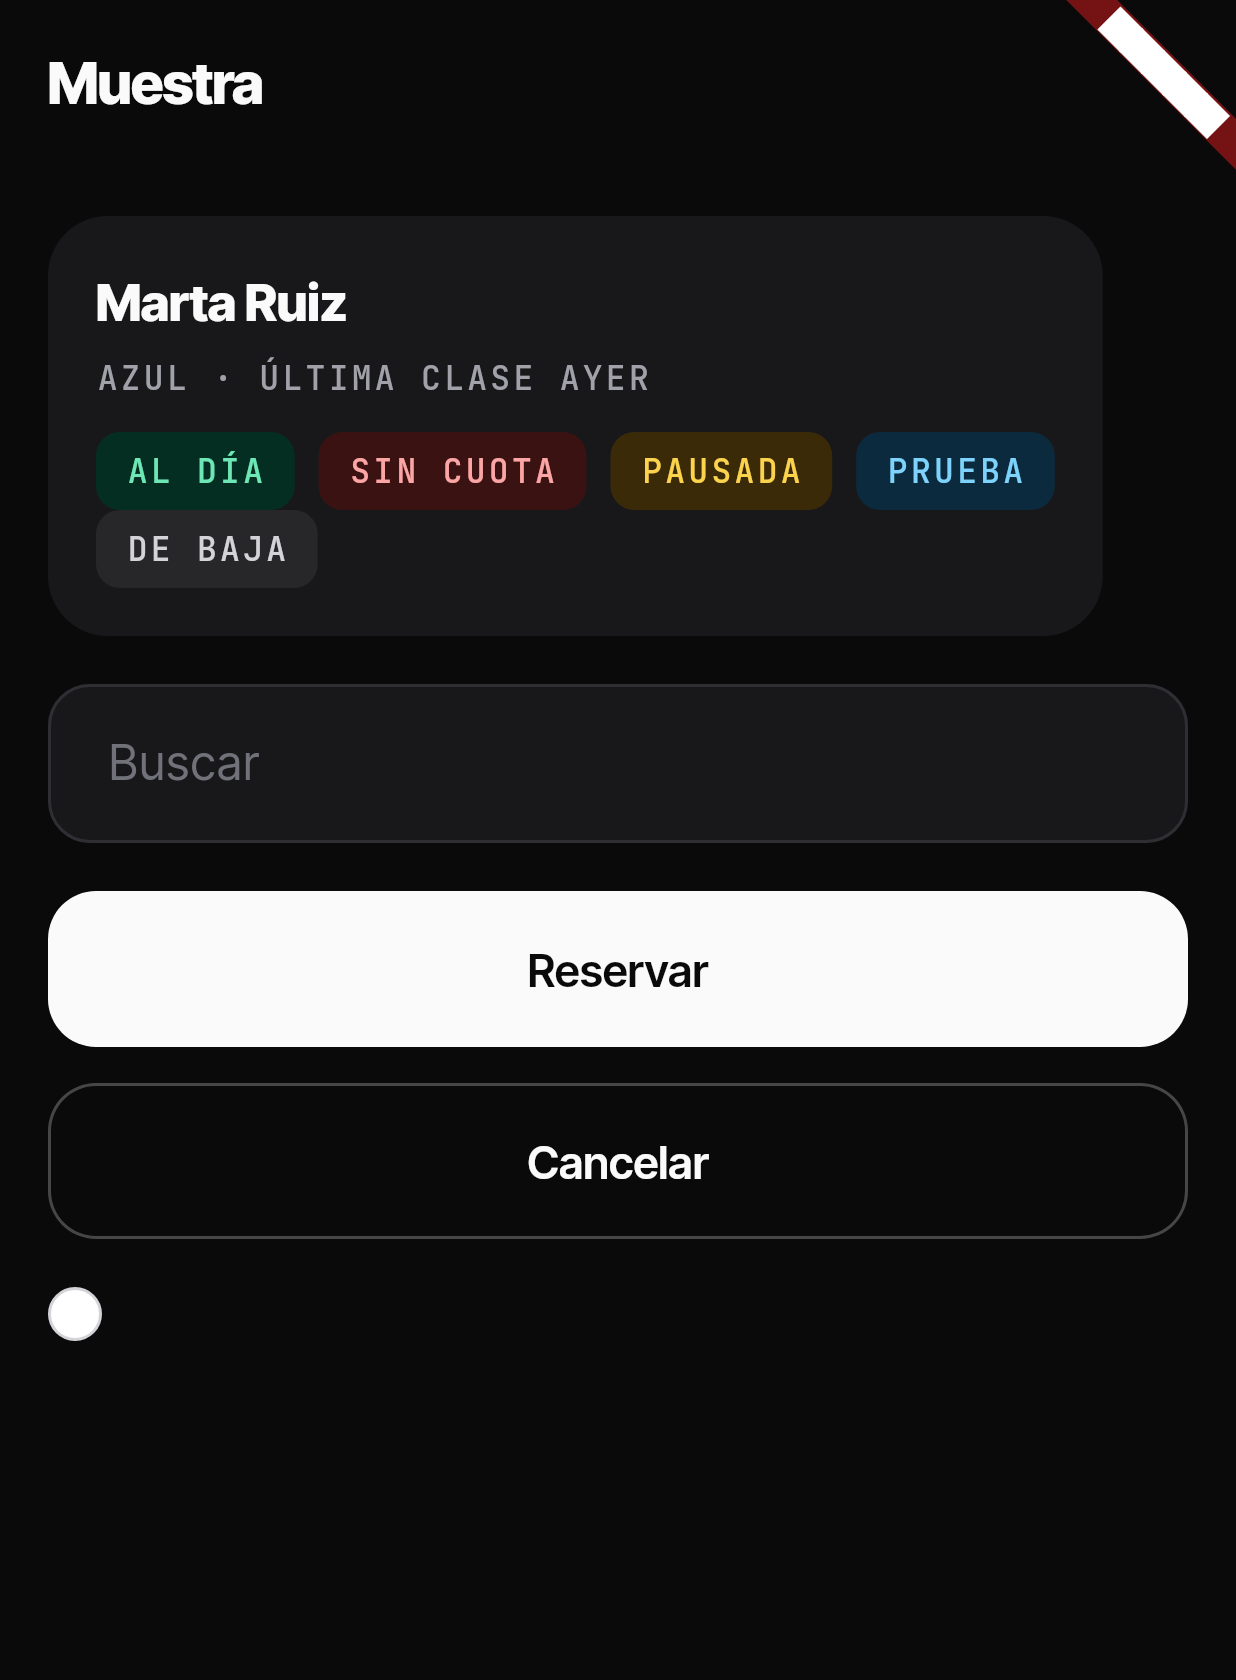 Muestra
Marta Ruiz
AZUL · ÚLTIMA CLASE AYER
AL DÍA SIN CUOTA PAUSADA PRUEBA
DE BAJA
Buscar
Reservar
Cancelar